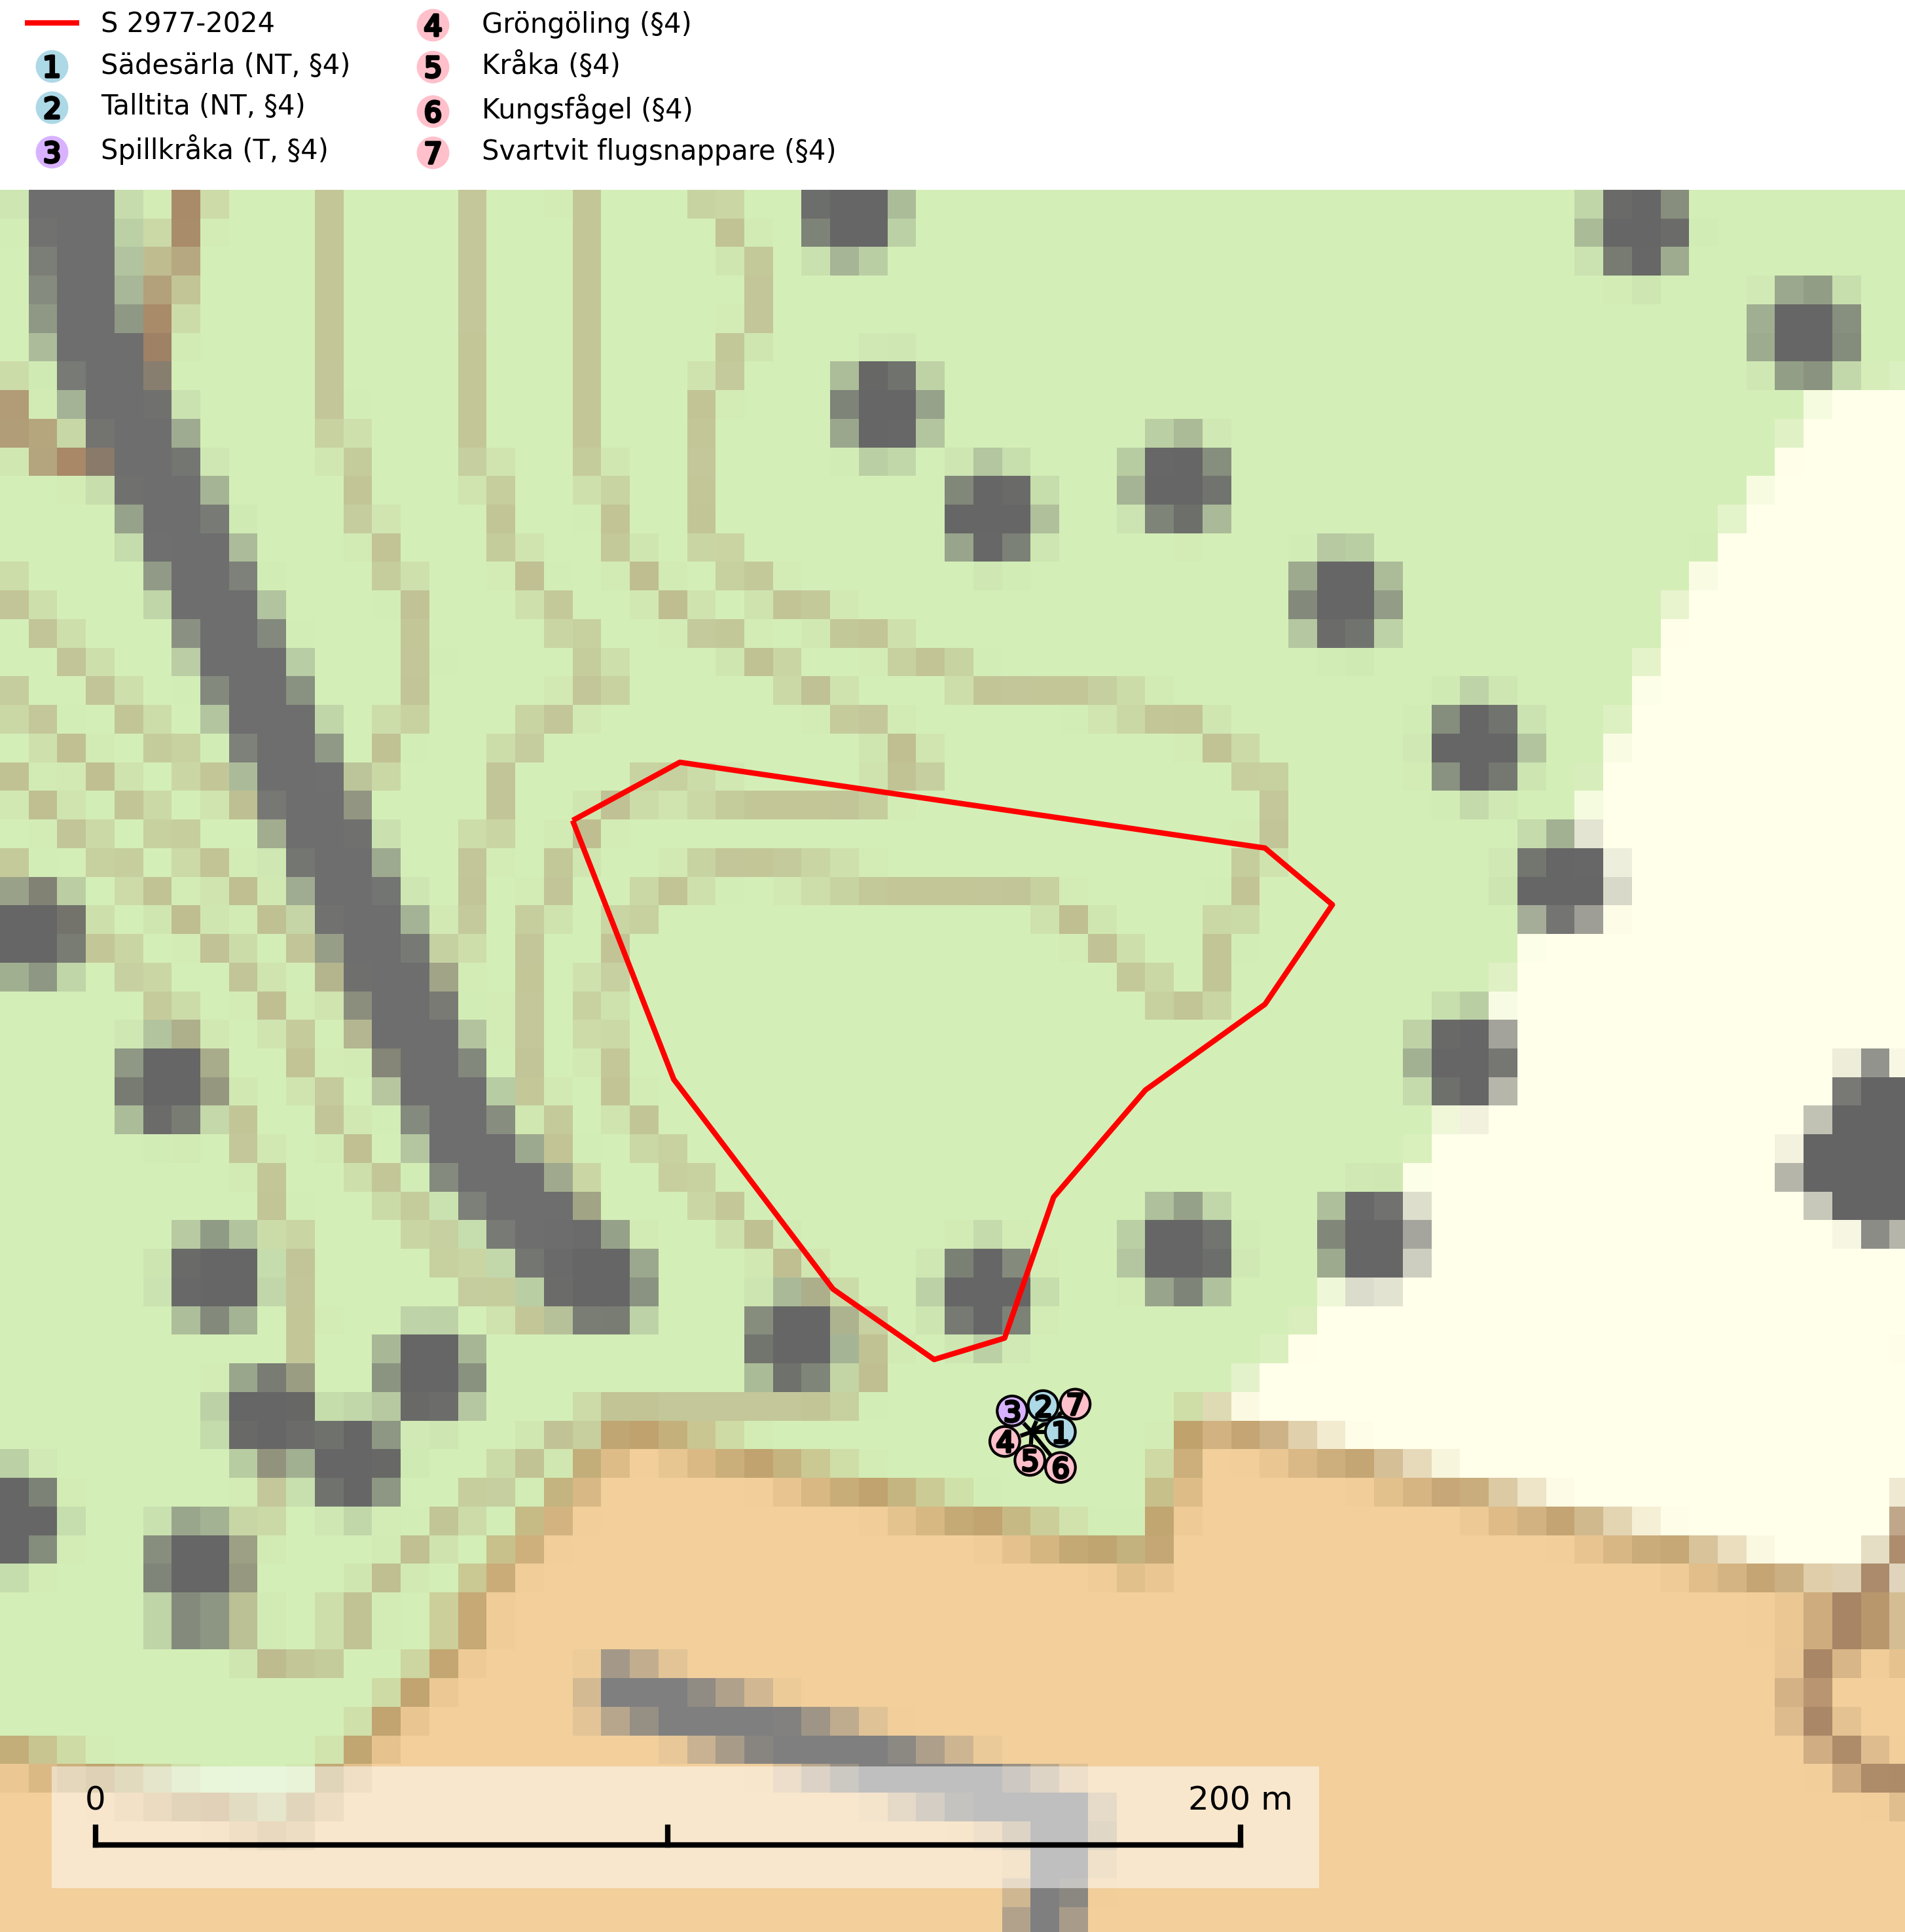 S 2977-2024
1 Sädesärla (NT, §4)
2 Talltita (NT, §4)
3 Spillkråka (T, §4)
4 Gröngöling (§4)
5 Kråka (§4)
6 Kungsfågel (§4)
7 Svartvit flugsnappare (§4)
3 2 7
4 1
5 6
0 200 m